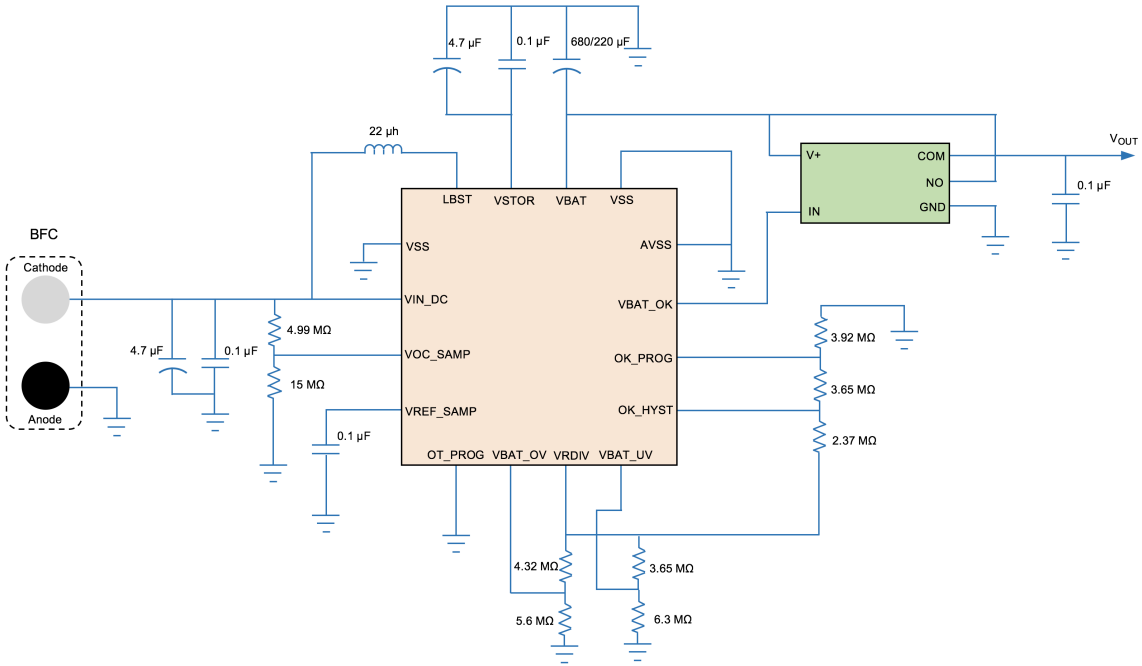 4.7 µF
0.1 µF
680/220 µF
22 µh
VOUT
V+
COM
NO
IN
GND
0.1 µF
LBST
VSTOR
VBAT
VSS
BFC
Cathode
VSS
AVSS
VIN_DC
VBAT_OK
4.99 MΩ
3.92 MΩ
4.7 µF
0.1 µF
VOC_SAMP
OK_PROG
15 MΩ
3.65 MΩ
Anode
VREF_SAMP
OK_HYST
0.1 µF
2.37 MΩ
OT_PROG
VBAT_OV
VRDIV
VBAT_UV
4.32 MΩ
3.65 MΩ
5.6 MΩ
6.3 MΩ